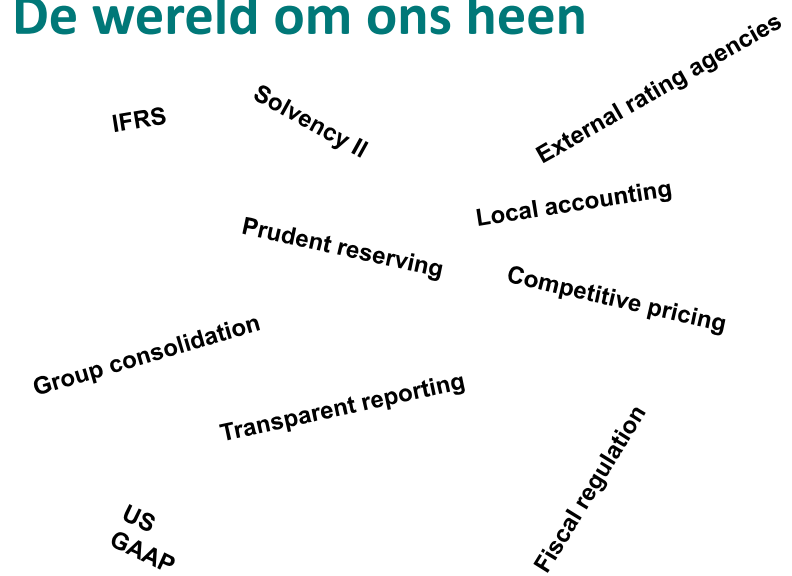 De wereld om ons heen
IFRS
Solvency II
External rating agencies
Local accounting
Prudent reserving
Competitive pricing
Group consolidation
Transparent reporting
Fiscal regulation
US
GAAP